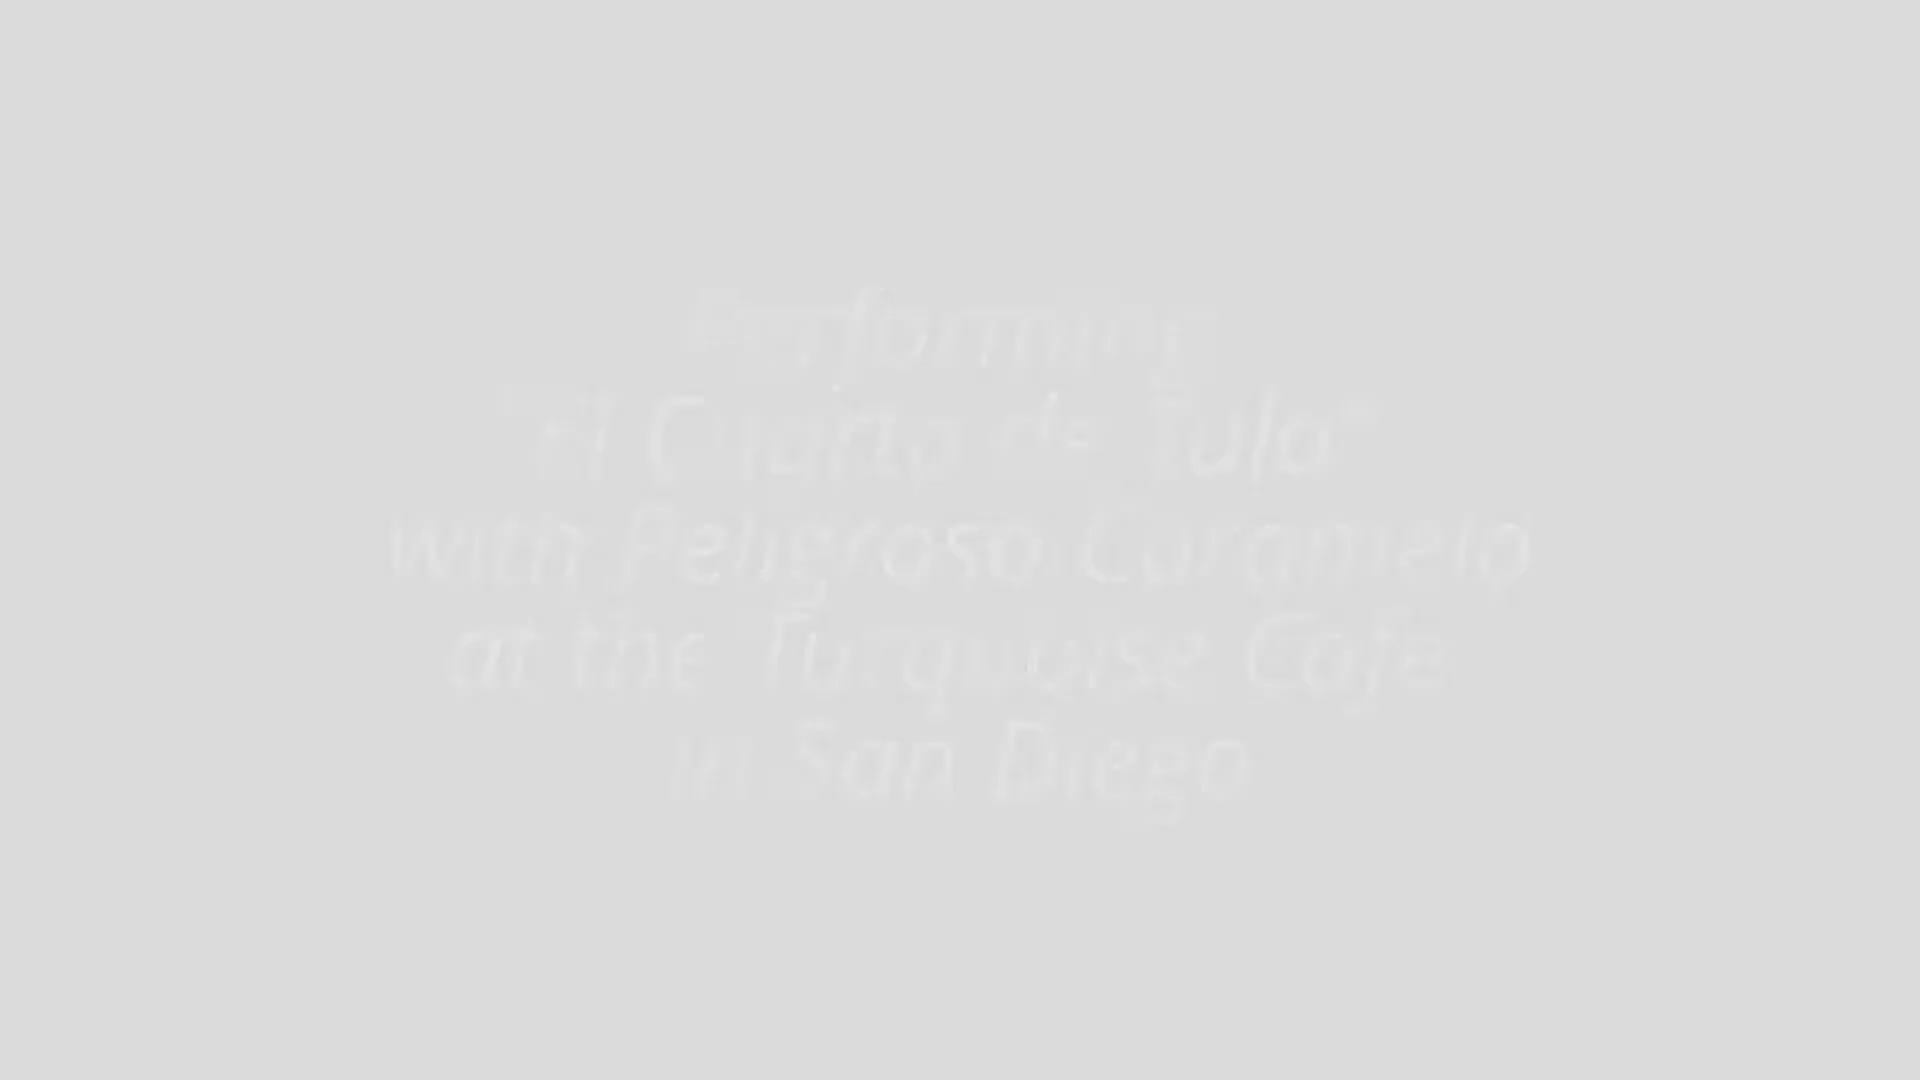 Performing
"El Cuarto de Tula"
with Peligroso Caramelo
at the Turquoise Cafe
in San Diego